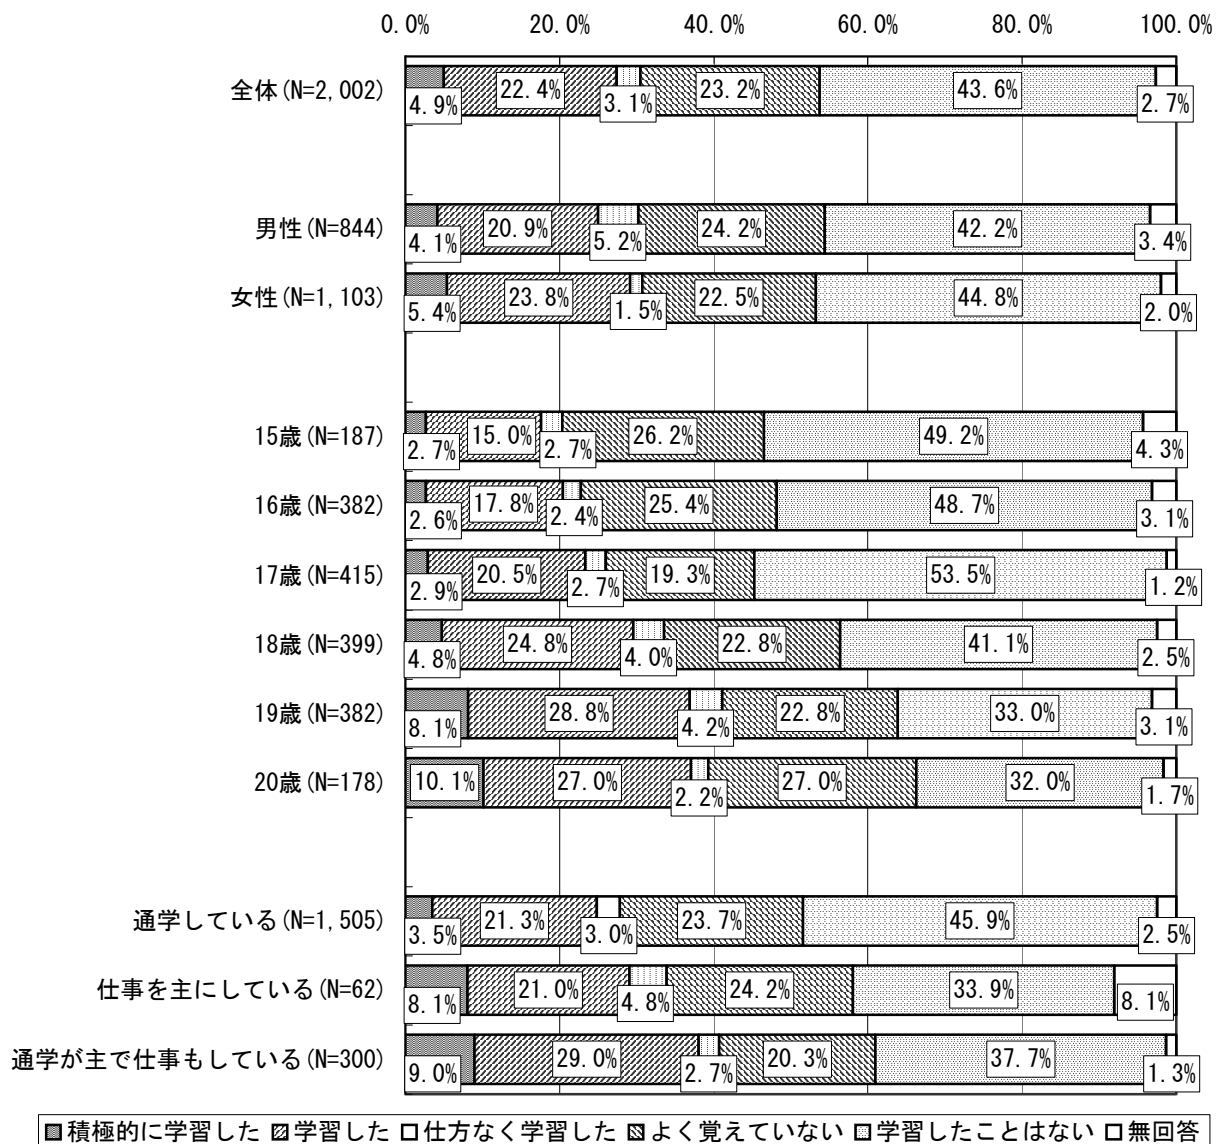 0.0% 20.0% 40.0% 60.0% 80.0% 100.0%
全体(N=2,002) 4.9% 22.4% 3.1% 23.2% 43.6% 2.7%
男性(N=844) 4.1% 20.9% 5.2% 24.2% 42.2% 3.4%
女性(N=1,103) 5.4% 23.8% 1.5% 22.5% 44.8% 2.0%
15歳(N=187) 2.7% 15.0% 2.7% 26.2% 49.2% 4.3%
16歳(N=382) 2.6% 17.8% 2.4% 25.4% 48.7% 3.1%
17歳(N=415) 2.9% 20.5% 2.7% 19.3% 53.5% 1.2%
18歳(N=399) 4.8% 24.8% 4.0% 22.8% 41.1% 2.5%
19歳(N=382) 8.1% 28.8% 4.2% 22.8% 33.0% 3.1%
20歳(N=178) 10.1% 27.0% 2.2% 27.0% 32.0% 1.7%
通学している(N=1,505) 3.5% 21.3% 3.0% 23.7% 45.9% 2.5%
仕事を主にしている(N=62) 8.1% 21.0% 4.8% 24.2% 33.9% 8.1%
通学が主で仕事もしている(N=300) 9.0% 29.0% 2.7% 20.3% 37.7% 1.3%
積極的に学習した 学習した 仕方なく学習した よく覚えていない 学習したことはない 無回答